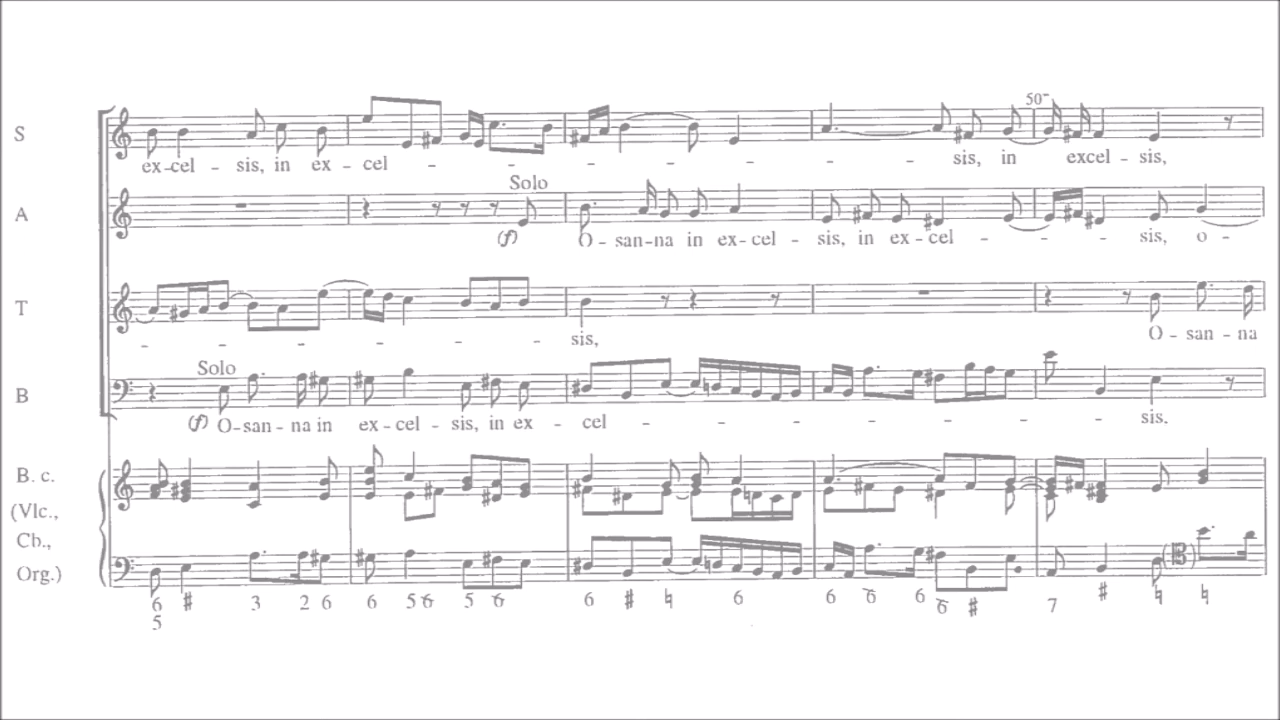 50
S
ex-cel - sis, in ex - cel - - - - - sis, in excel - sis,
Solo
A
(f) O - san - na in ex - cel - sis, in ex - cel - - - sis, o -
T
- - - - - - sis, O - san - na
Solo
B
(f) O - san - na in ex - cel - sis, in ex - cel - - - - - - sis.
B. c.
(Vlc.,
Cb.,
Org.)
6 # 3 2 6 6 5 6 5 6 6 # ♮ 6 6 6 6 6 # 7 # ♮ ♮
5